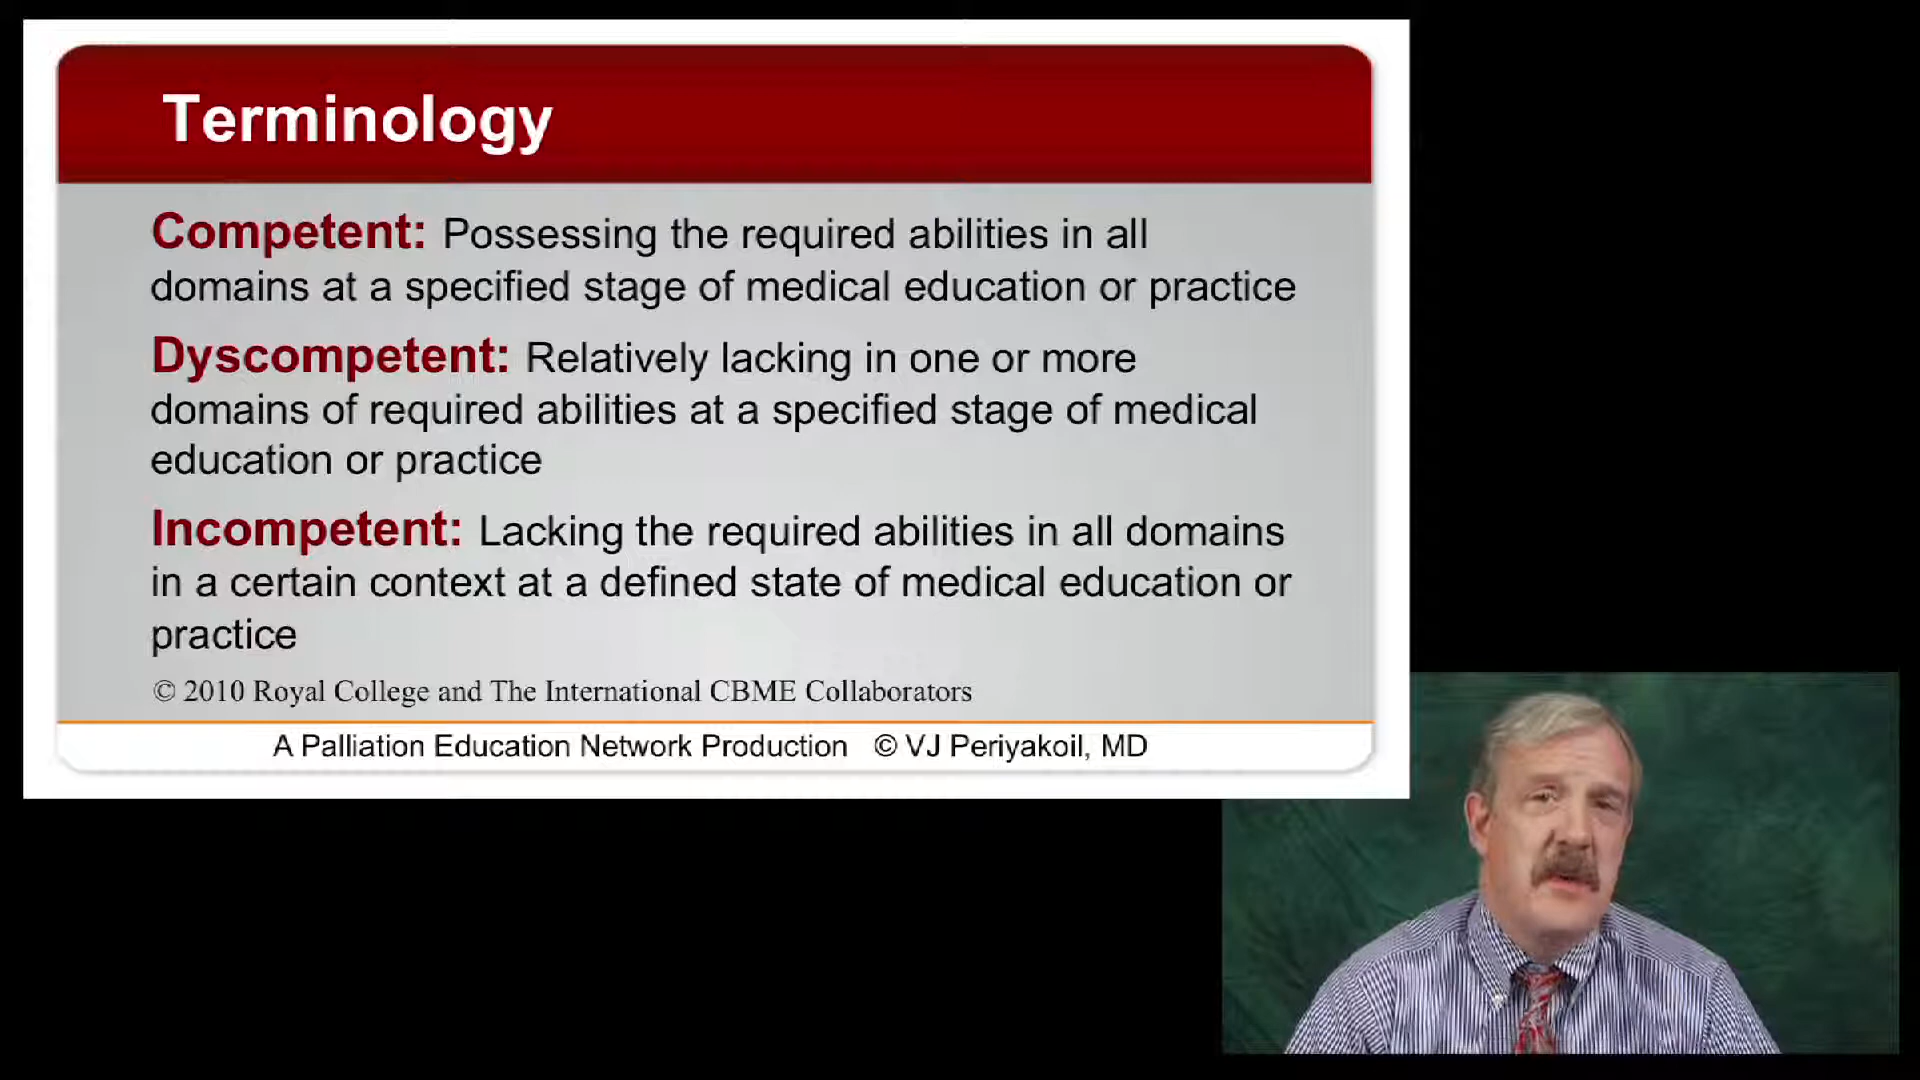 Terminology
Competent: Possessing the required abilities in all
domains at a specified stage of medical education or practice
Dyscompetent: Relatively lacking in one or more
domains of required abilities at a specified stage of medical
education or practice
Incompetent: Lacking the required abilities in all domains
in a certain context at a defined state of medical education or
practice
© 2010 Royal College and The International CBME Collaborators
A Palliation Education Network Production © VJ Periyakoil, MD